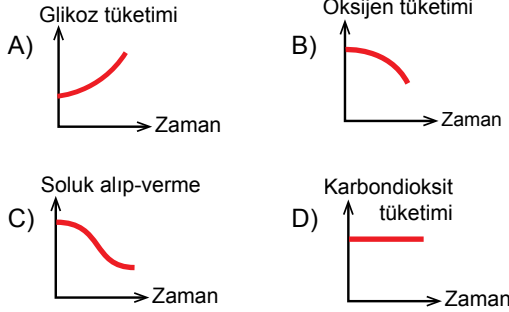 Glikoz tüketimi
A)
Zaman
Oksijen tüketimi
B)
Zaman
Soluk alıp-verme
C)
Zaman
Karbondioksit
tüketimi
D)
Zaman